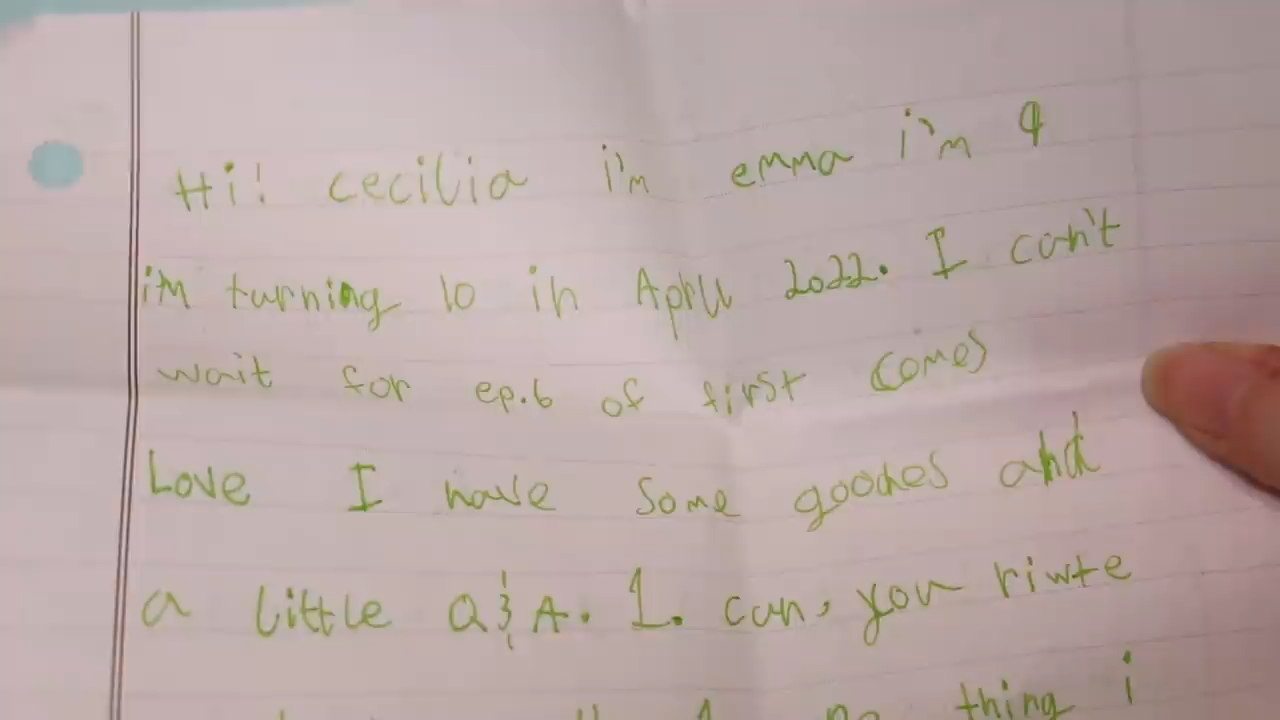 Hi! cecilia i'm emma i'm 9
i'm turning 10 in April 2022. I can't
wait for ep.6 of first comes
Love I have some goodes and
a little Q&A. 1. can, you riwte
thing i